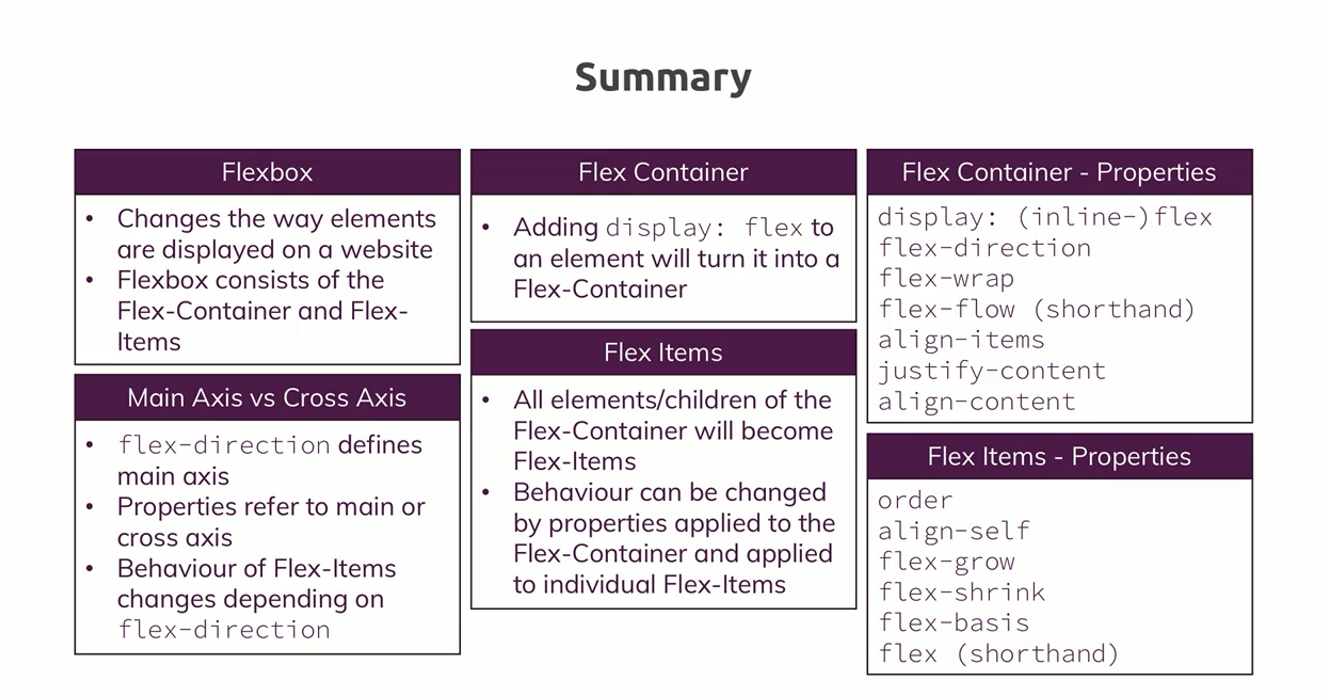 Summary
Flexbox
• Changes the way elements
are displayed on a website
• Flexbox consists of the
Flex-Container and Flex-
Items
Main Axis vs Cross Axis
• flex-direction defines
main axis
• Properties refer to main or
cross axis
• Behaviour of Flex-Items
changes depending on
flex-direction
Flex Container
• Adding display: flex to
an element will turn it into a
Flex-Container
Flex Items
• All elements/children of the
Flex-Container will become
Flex-Items
• Behaviour can be changed
by properties applied to the
Flex-Container and applied
to individual Flex-Items
Flex Container - Properties
display: (inline-)flex
flex-direction
flex-wrap
flex-flow (shorthand)
align-items
justify-content
align-content
Flex Items - Properties
order
align-self
flex-grow
flex-shrink
flex-basis
flex (shorthand)